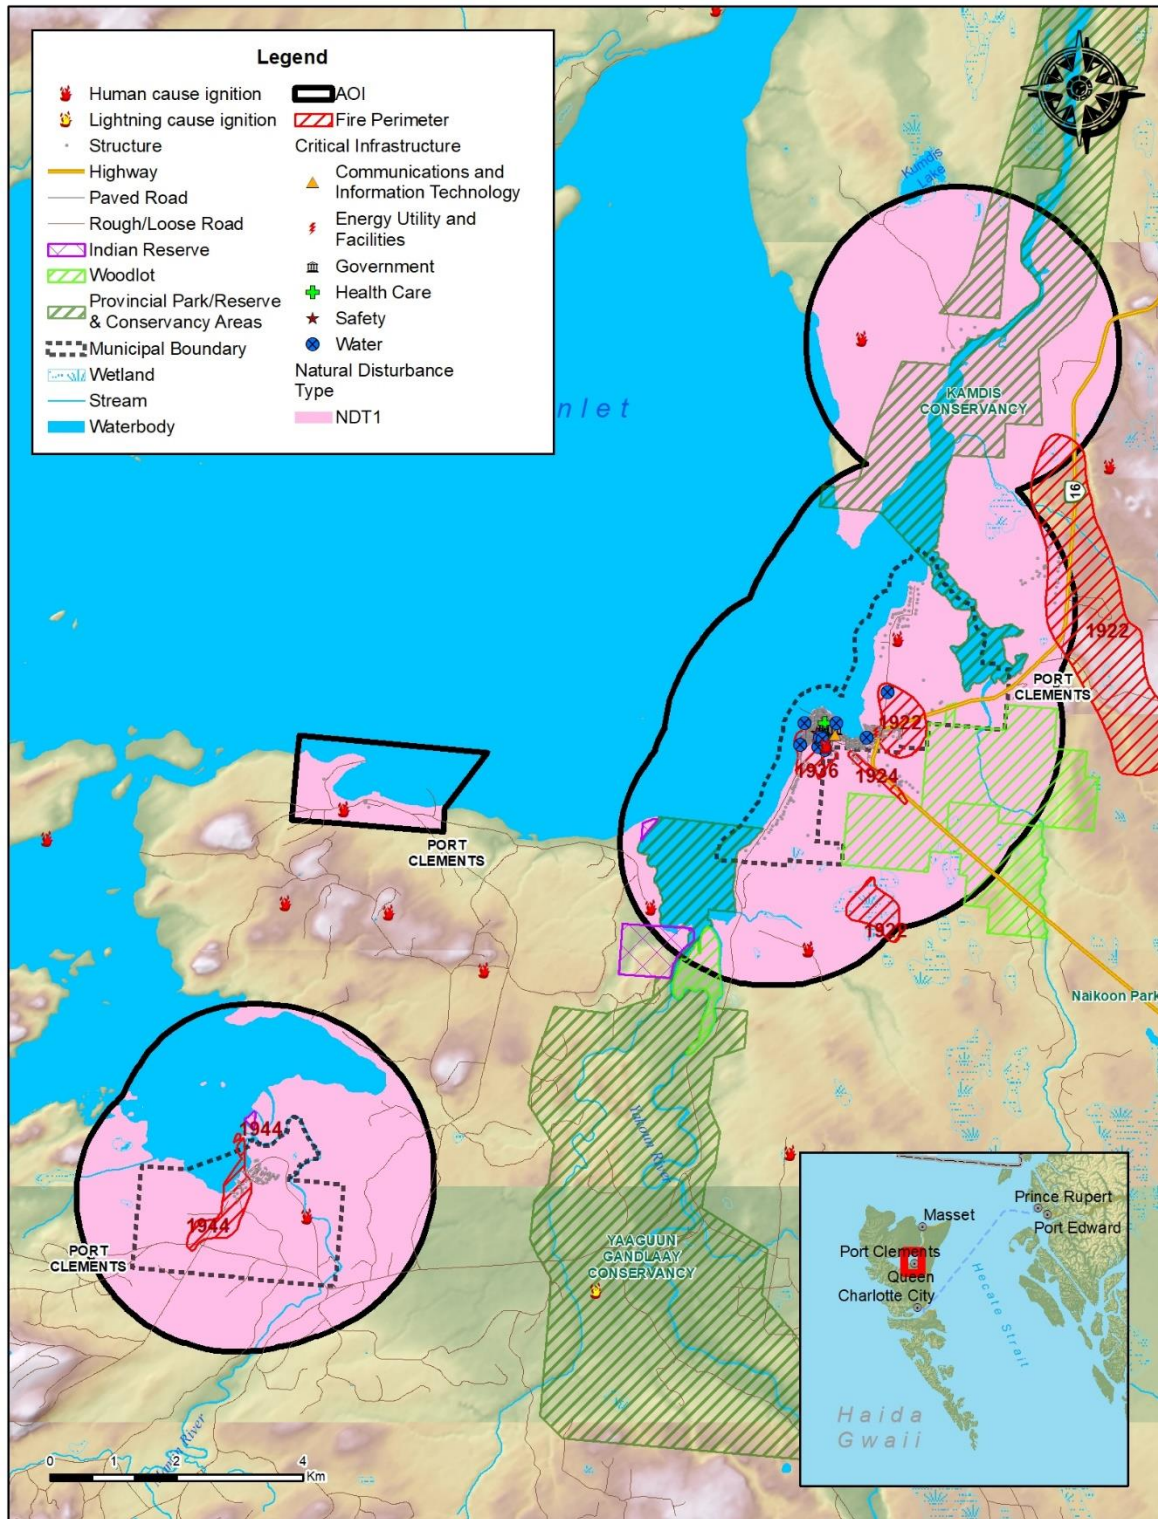 Legend
Human cause ignition
Lightning cause ignition
Structure
Highway
Paved Road
Rough/Loose Road
Indian Reserve
Woodlot
Provincial Park/Reserve
& Conservancy Areas
Municipal Boundary
Wetland
Stream
Waterbody
AOI
Fire Perimeter
Critical Infrastructure
Communications and
Information Technology
Energy Utility and
Facilities
Government
Health Care
Safety
Water
Natural Disturbance
Type
NDT1
Kumdis
Lake
nlet
KAMDIS
CONSERVANCY
16
1922
PORT
CLEMENTS
1922
1936
1924
PORT
CLEMENTS
1922
Naikoon Park
1944
Yakoun River
1944
PORT
CLEMENTS
YAAGUUN
GANDLAAY
CONSERVANCY
River
0 1 2 4
Km
Prince Rupert
Masset
Port Edward
Port Clements
Queen
Charlotte City
Hecate Strait
Haida
Gwaii